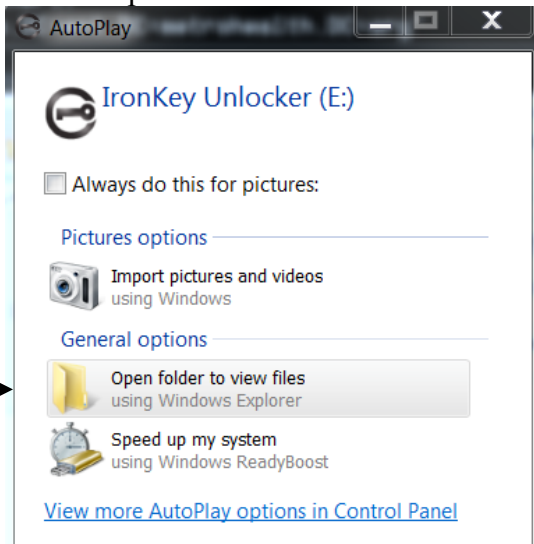 AutoPlay
IronKey Unlocker (E:)
Always do this for pictures:
Pictures options
Import pictures and videos
using Windows
General options
Open folder to view files
using Windows Explorer
Speed up my system
using Windows ReadyBoost
View more AutoPlay options in Control Panel